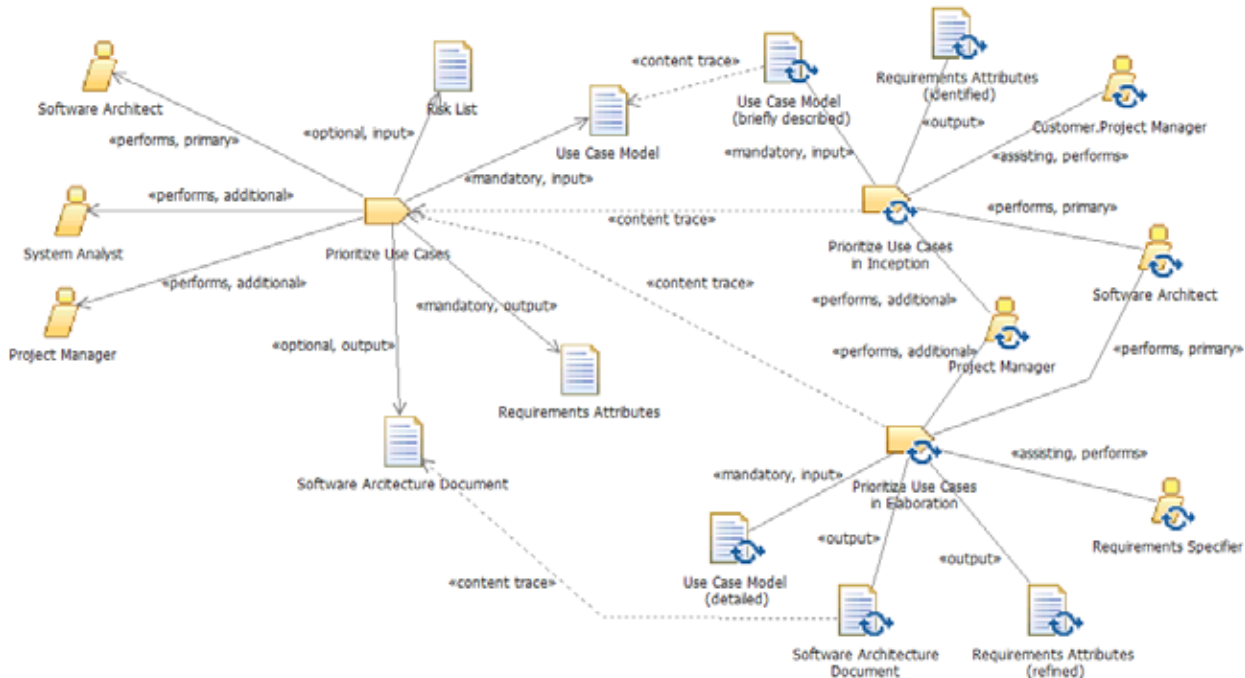 «content trace»
Requirements Attributes
(identified)
Software Architect
Risk List
Use Case Model
(briefly described)
Customer.Project Manager
«optional, input»
«output»
«performs, primary»
Use Case Model
«mandatory, input»
«assisting, performs»
«mandatory, input»
«performs, additional»
«content trace»
«performs, primary»
System Analyst
Prioritize Use Cases
Prioritize Use Cases
in Inception
«performs, additional»
«content trace»
Software Architect
«mandatory, output»
«performs, additional»
Project Manager
«optional, output»
«performs, additional»
«performs, primary»
Project Manager
Requirements Attributes
«mandatory, input»
«assisting, performs»
Software Arcitecture Document
Prioritize Use Cases
in Elaboration
«output»
Requirements Specifier
«output»
«content trace»
Use Case Model
(detailed)
Software Architecture
Document
Requirements Attributes
(refined)